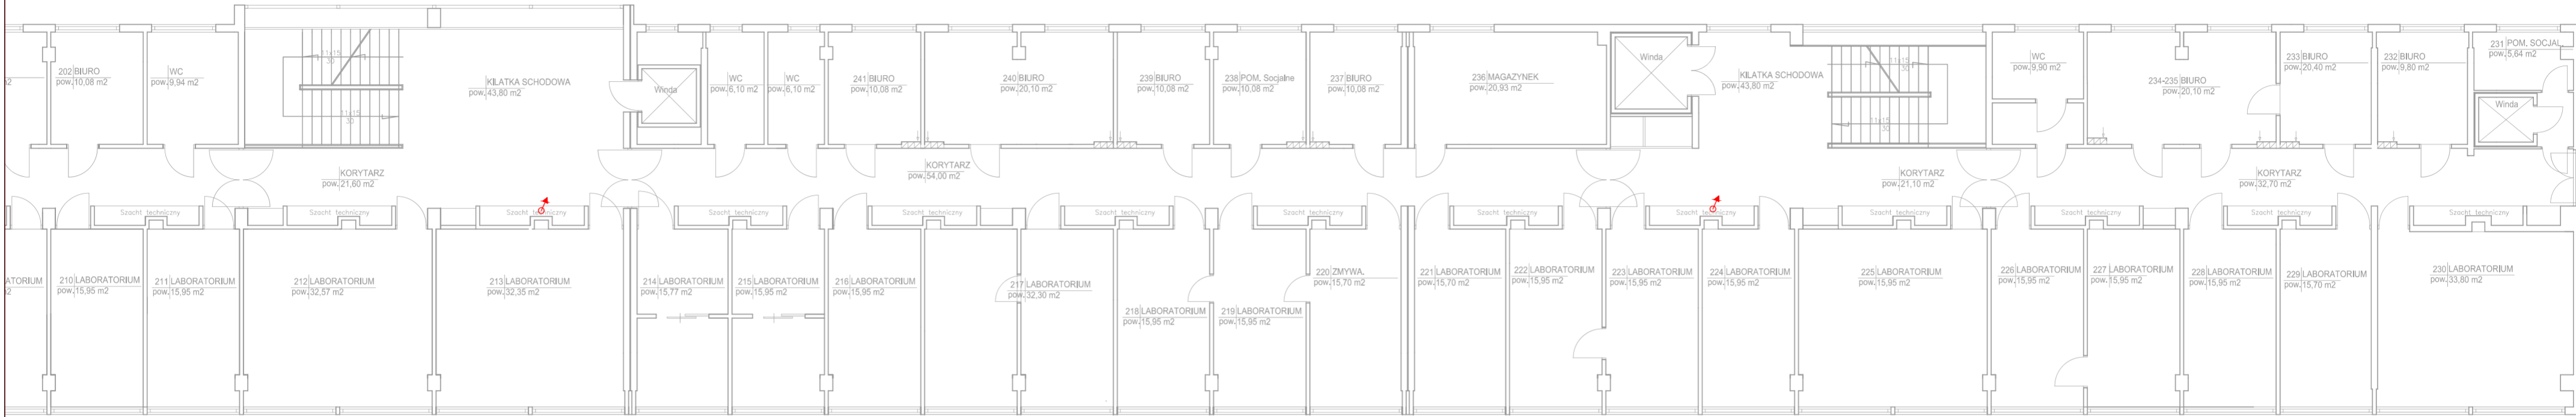 202 BIURO
pow. 10,08 m2
WC
pow. 9,94 m2
11x15
30
11x15
30
KILATKA SCHODOWA
pow. 43,80 m2
Winda
WC
pow. 6,10 m2
WC
pow. 6,10 m2
241 BIURO
pow. 10,08 m2
240 BIURO
pow. 20,10 m2
239 BIURO
pow. 10,08 m2
238 POM. Socjalne
pow. 10,08 m2
237 BIURO
pow. 10,08 m2
236 MAGAZYNEK
pow. 20,93 m2
Winda
KILATKA SCHODOWA
pow. 43,80 m2
11x15
30
11x15
30
WC
pow. 9,90 m2
234-235 BIURO
pow. 20,10 m2
233 BIURO
pow. 20,40 m2
232 BIURO
pow. 9,80 m2
231 POM. SOCJAL.
pow. 5,64 m2
Winda
KORYTARZ
pow. 21,60 m2
KORYTARZ
pow. 54,00 m2
KORYTARZ
pow. 21,10 m2
KORYTARZ
pow. 32,70 m2
Szacht techniczny
Szacht techniczny
Szacht techniczny
Szacht techniczny
Szacht techniczny
Szacht techniczny
Szacht techniczny
Szacht techniczny
Szacht techniczny
Szacht techniczny
Szacht techniczny
Szacht techniczny
Szacht techniczny
ATORIUM
210 LABORATORIUM
pow. 15,95 m2
211 LABORATORIUM
pow. 15,95 m2
212 LABORATORIUM
pow. 32,57 m2
213 LABORATORIUM
pow. 32,35 m2
214 LABORATORIUM
pow. 15,77 m2
215 LABORATORIUM
pow. 15,95 m2
216 LABORATORIUM
pow. 15,95 m2
217 LABORATORIUM
pow. 32,30 m2
218 LABORATORIUM
pow. 15,95 m2
219 LABORATORIUM
pow. 15,95 m2
220 ZMYWA.
pow. 15,70 m2
221 LABORATORIUM
pow. 15,70 m2
222 LABORATORIUM
pow. 15,95 m2
223 LABORATORIUM
pow. 15,95 m2
224 LABORATORIUM
pow. 15,95 m2
225 LABORATORIUM
pow. 15,95 m2
226 LABORATORIUM
pow. 15,95 m2
227 LABORATORIUM
pow. 15,95 m2
228 LABORATORIUM
pow. 15,95 m2
229 LABORATORIUM
pow. 15,70 m2
230 LABORATORIUM
pow. 33,80 m2